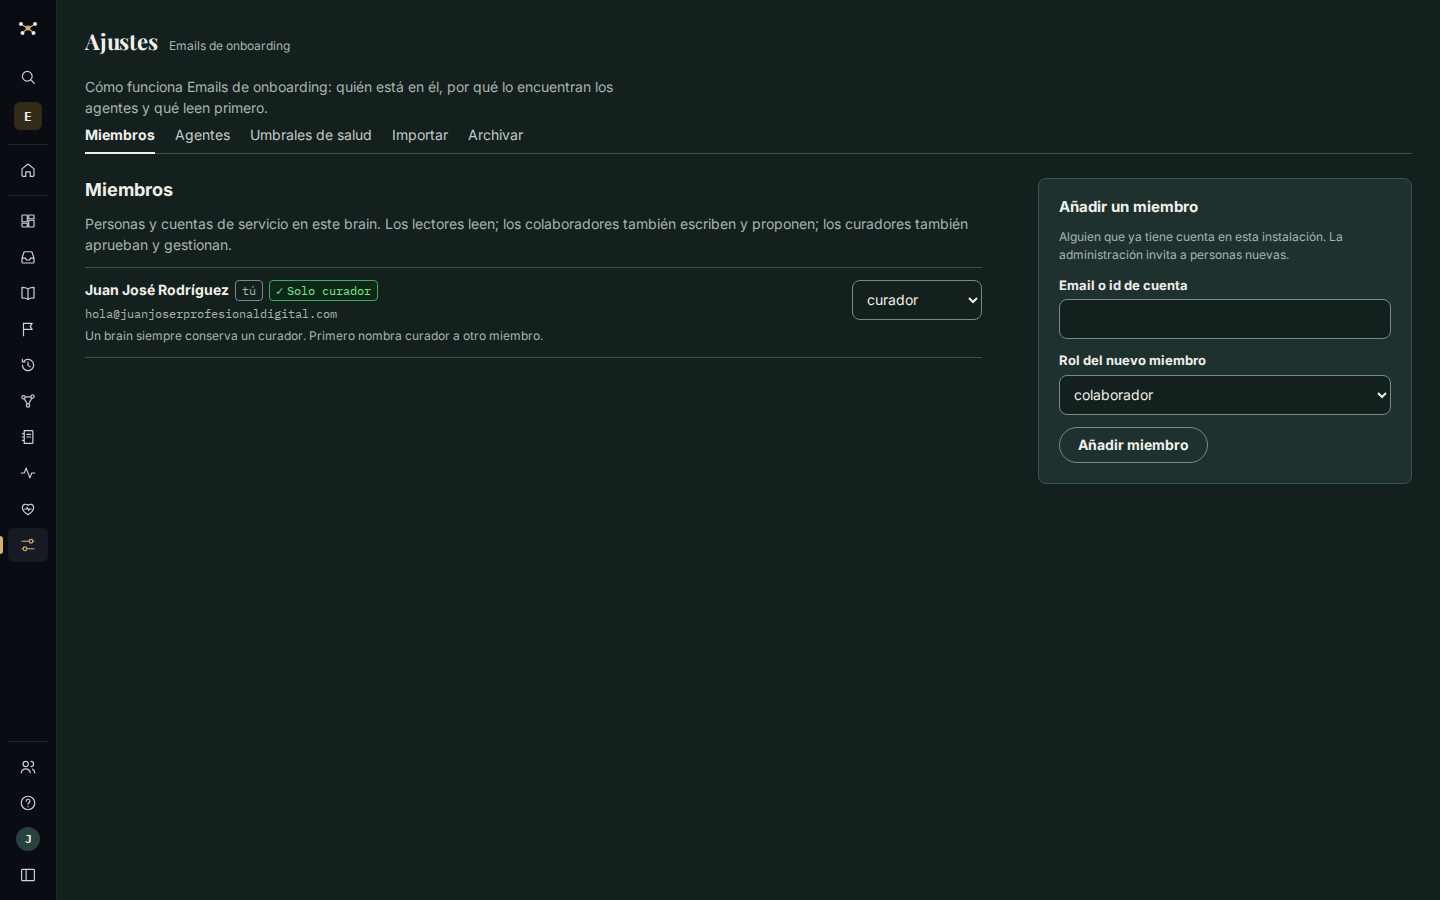 Ajustes Emails de onboarding
E
Cómo funciona Emails de onboarding: quién está en él, por qué lo encuentran los
agentes y qué leen primero.
Miembros Agentes Umbrales de salud Importar Archivar
Miembros
Personas y cuentas de servicio en este brain. Los lectores leen; los colaboradores también escriben y proponen; los curadores también
aprueban y gestionan.
Juan José Rodríguez tú ✓ Solo curador
hola@juanjoserprofesionaldigital.com
Un brain siempre conserva un curador. Primero nombra curador a otro miembro.
curador
Añadir un miembro
Alguien que ya tiene cuenta en esta instalación. La
administración invita a personas nuevas.
Email o id de cuenta
Rol del nuevo miembro
colaborador
Añadir miembro
J